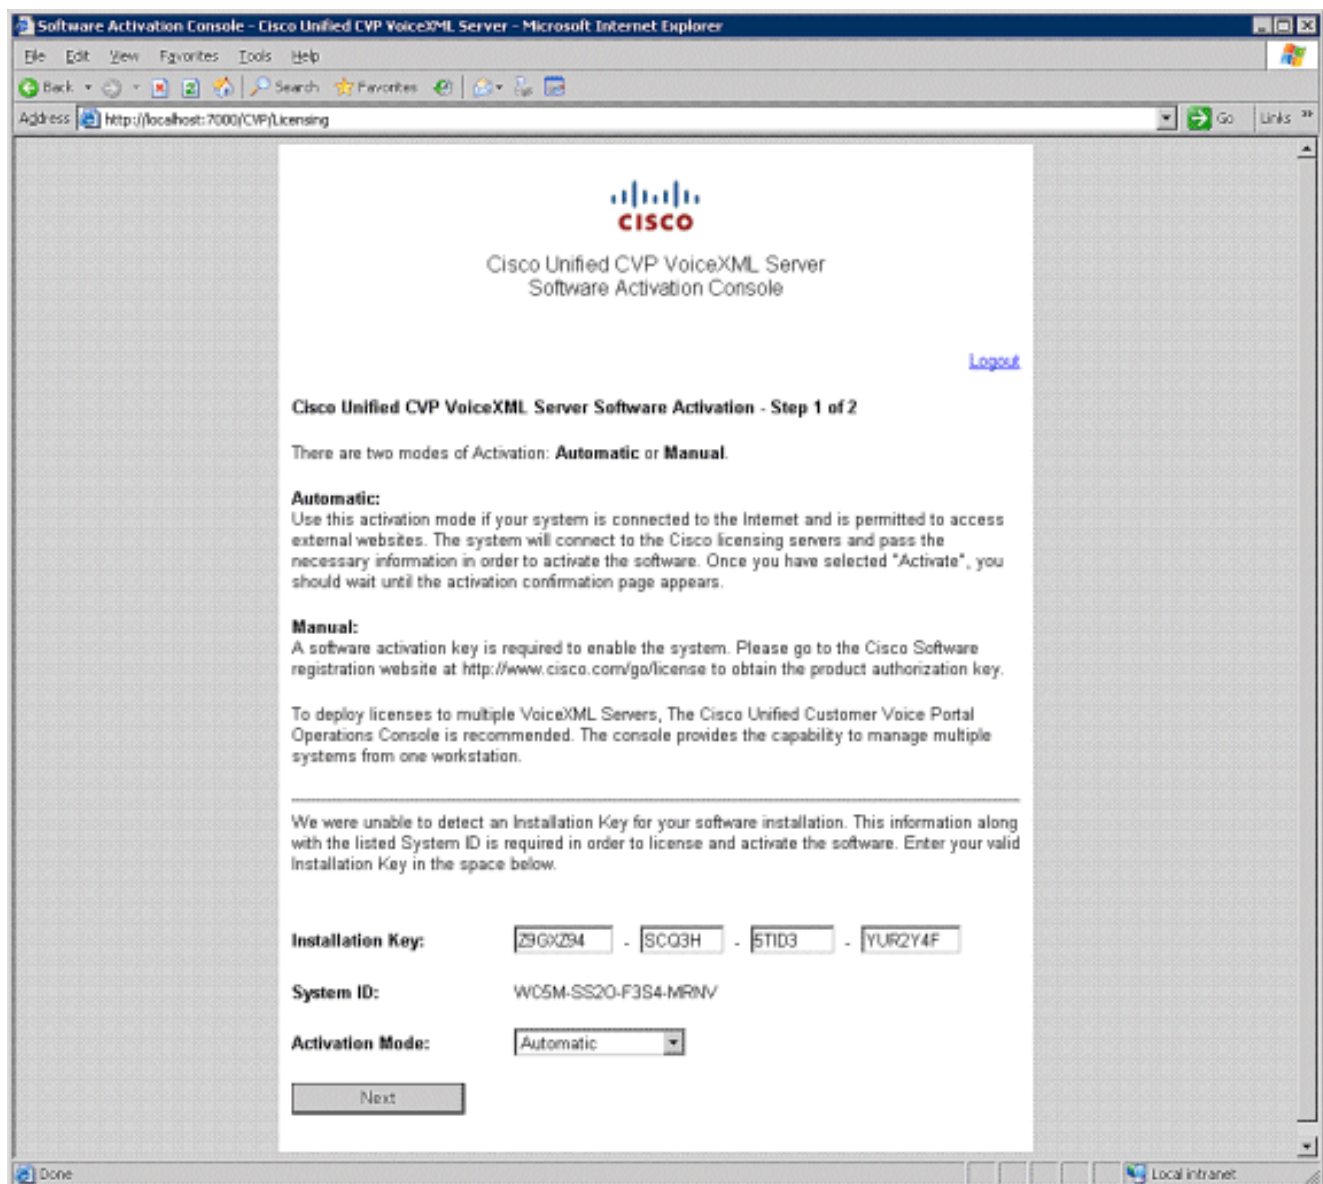 Software Activation Console - Cisco Unified CVP VoiceXML Server - Microsoft Internet Explorer
File Edit View Favorites Tools Help
Back Search Favorites
Address http://localhost:7000/CVP/Licensing Go Links »
CISCO
Cisco Unified CVP VoiceXML Server
Software Activation Console
Logout
Cisco Unified CVP VoiceXML Server Software Activation - Step 1 of 2
There are two modes of Activation: Automatic or Manual.
Automatic:
Use this activation mode if your system is connected to the Internet and is permitted to access
external websites. The system will connect to the Cisco licensing servers and pass the
necessary information in order to activate the software. Once you have selected "Activate", you
should wait until the activation confirmation page appears.
Manual:
A software activation key is required to enable the system. Please go to the Cisco Software
registration website at http://www.cisco.com/go/license to obtain the product authorization key.
To deploy licenses to multiple VoiceXML Servers, The Cisco Unified Customer Voice Portal
Operations Console is recommended. The console provides the capability to manage multiple
systems from one workstation.
We were unable to detect an Installation Key for your software installation. This information along
with the listed System ID is required in order to license and activate the software. Enter your valid
Installation Key in the space below.
Installation Key: Z9GXZ94 - SCQ3H - 5TID3 - YUR2Y4F
System ID: WC5M-SS2O-F3S4-MRNV
Activation Mode: Automatic
Next
Done Local intranet